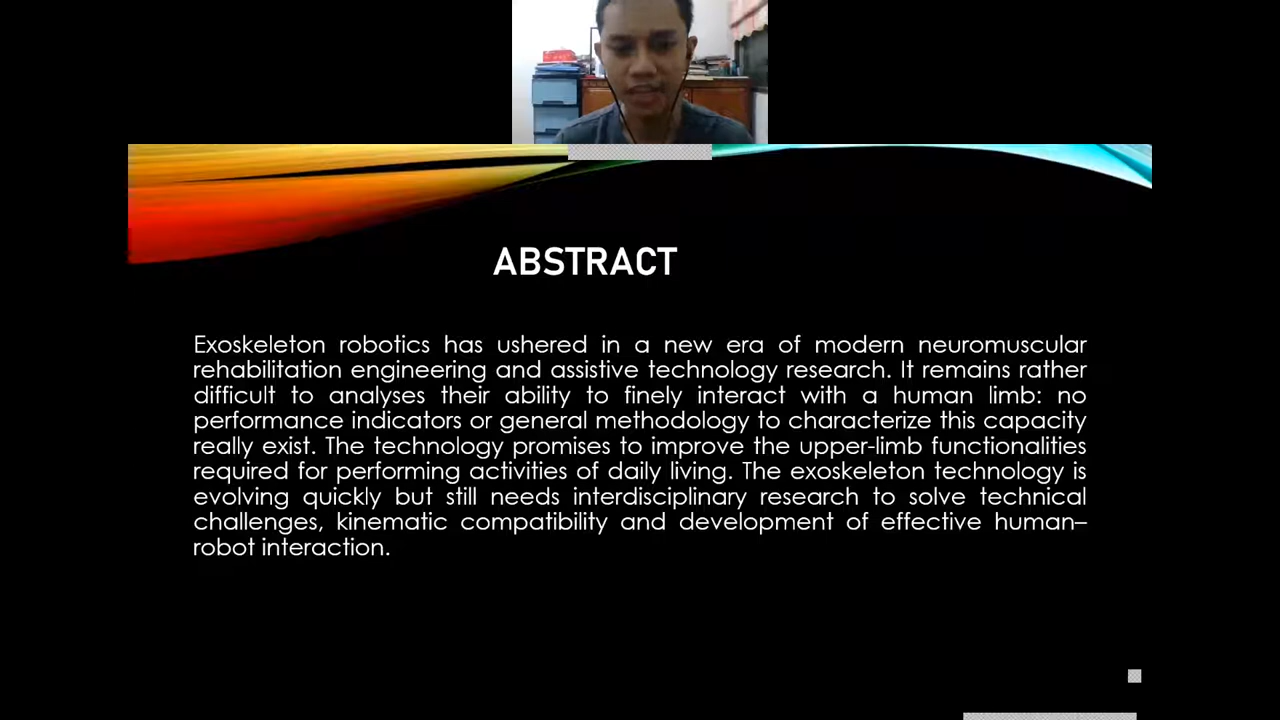 ABSTRACT
Exoskeleton robotics has ushered in a new era of modern neuromuscular
rehabilitation engineering and assistive technology research. It remains rather
difficult to analyses their ability to finely interact with a human limb: no
performance indicators or general methodology to characterize this capacity
really exist. The technology promises to improve the upper-limb functionalities
required for performing activities of daily living. The exoskeleton technology is
evolving quickly but still needs interdisciplinary research to solve technical
challenges, kinematic compatibility and development of effective human–
robot interaction.